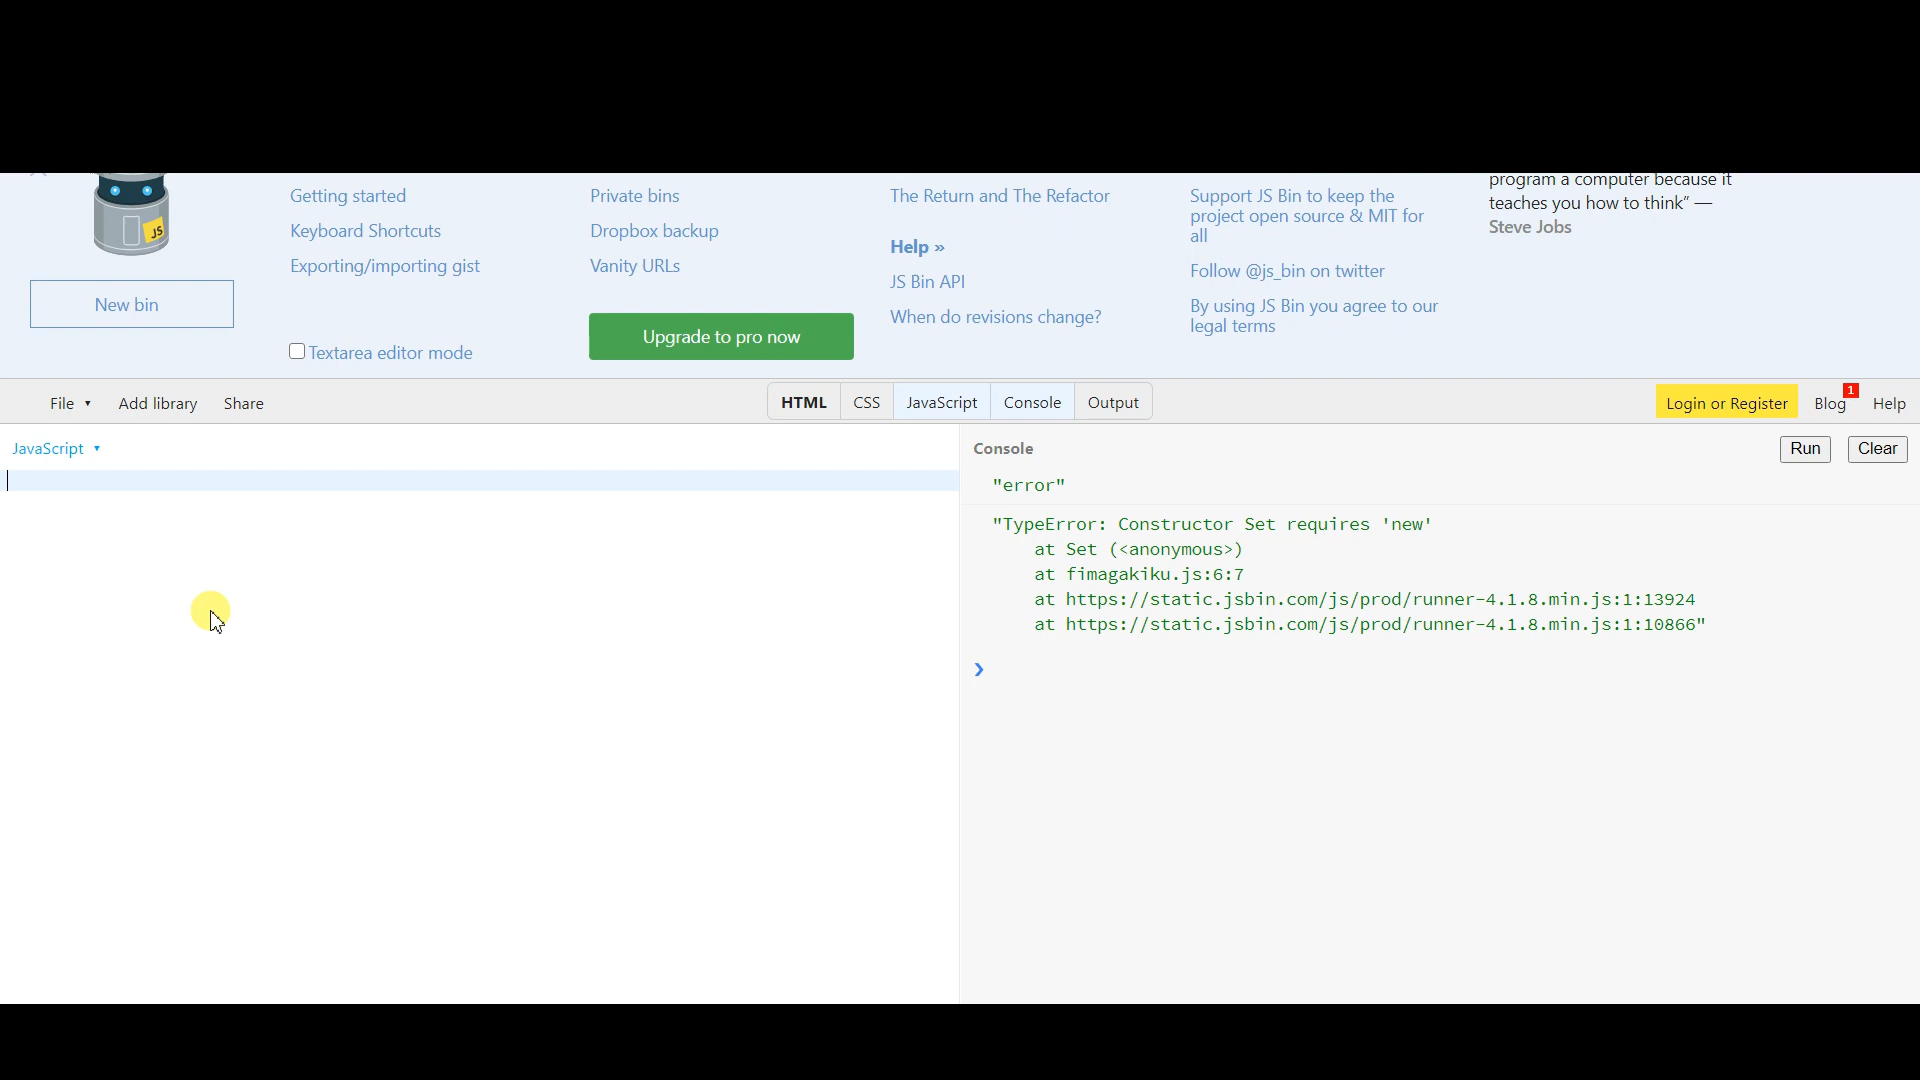 program a computer because it
Getting started
Private bins
The Return and The Refactor
Support JS Bin to keep the
project open source & MIT for
all
teaches you how to think” —
Steve Jobs
JS
Keyboard Shortcuts
Dropbox backup
Help »
Exporting/importing gist
Vanity URLs
JS Bin API
Follow @js_bin on twitter
New bin
By using JS Bin you agree to our
legal terms
When do revisions change?
Upgrade to pro now
Textarea editor mode
File ▾ Add library Share HTML CSS JavaScript Console Output Login or Register Blog 1 Help
JavaScript ▾
Console Run Clear
"error"
"TypeError: Constructor Set requires 'new'
at Set (<anonymous>)
at fimagakiku.js:6:7
at https://static.jsbin.com/js/prod/runner-4.1.8.min.js:1:13924
at https://static.jsbin.com/js/prod/runner-4.1.8.min.js:1:10866"